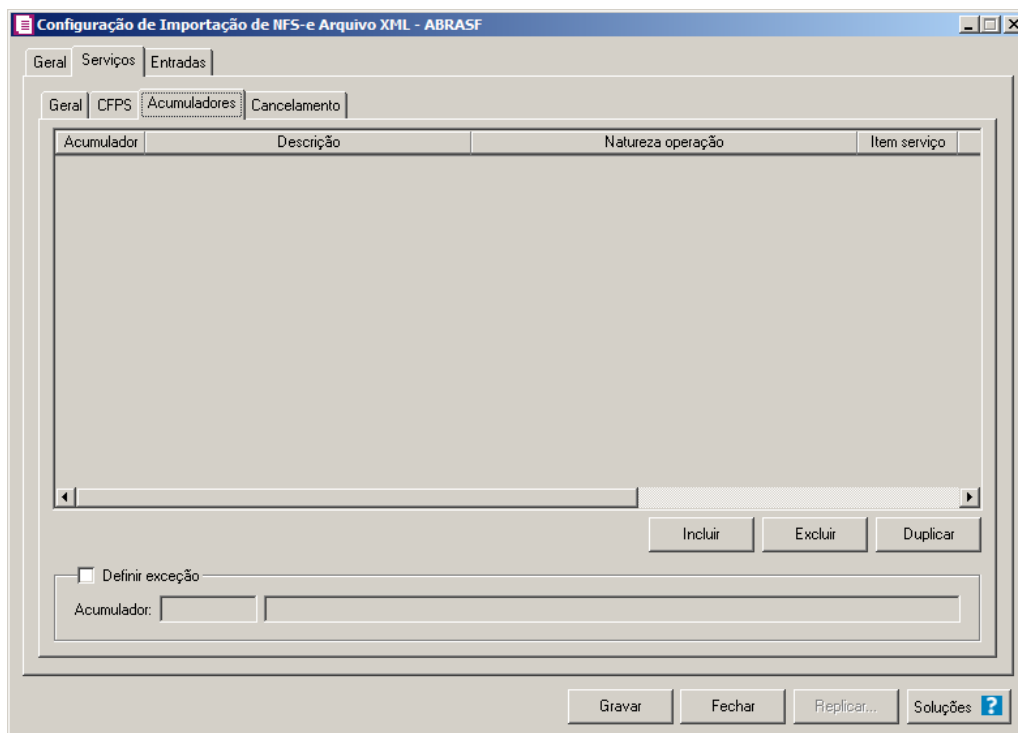 Configuração de Importação de NFS-e Arquivo XML - ABRASF
Geral Serviços Entradas
Geral CFPS Acumuladores Cancelamento
Acumulador Descrição Natureza operação Item serviço
Incluir Excluir Duplicar
Definir exceção
Acumulador:
Gravar Fechar Replicar... Soluções ?